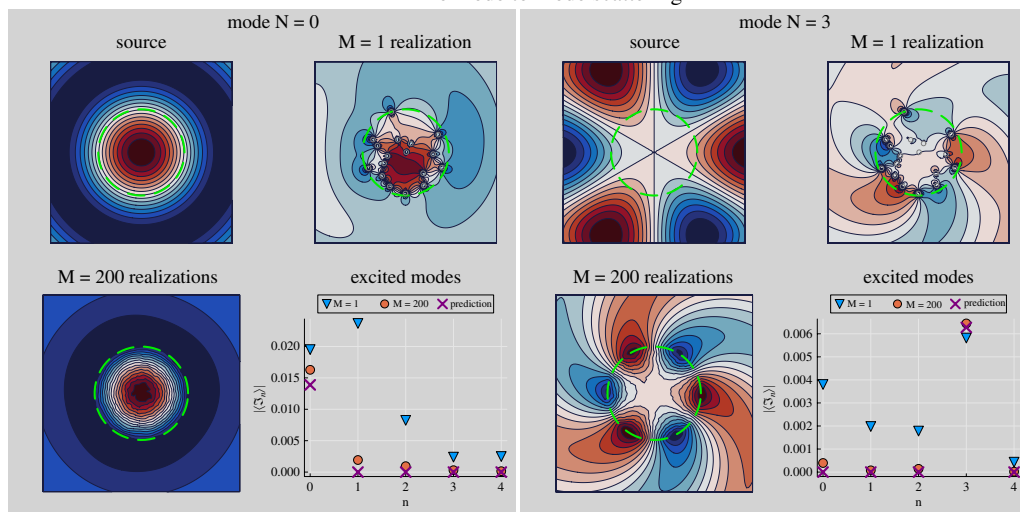 mode N = 0
source
M = 1 realization
M = 200 realizations
excited modes
M = 1
M = 200
prediction
|⟨ℑₙ⟩|
0.020
0.015
0.010
0.005
0.000
0 1 2 3 4
n
mode N = 3
source
M = 1 realization
M = 200 realizations
excited modes
M = 1
M = 200
prediction
|⟨ℑₙ⟩|
0.006
0.005
0.004
0.003
0.002
0.001
0.000
0 1 2 3 4
n